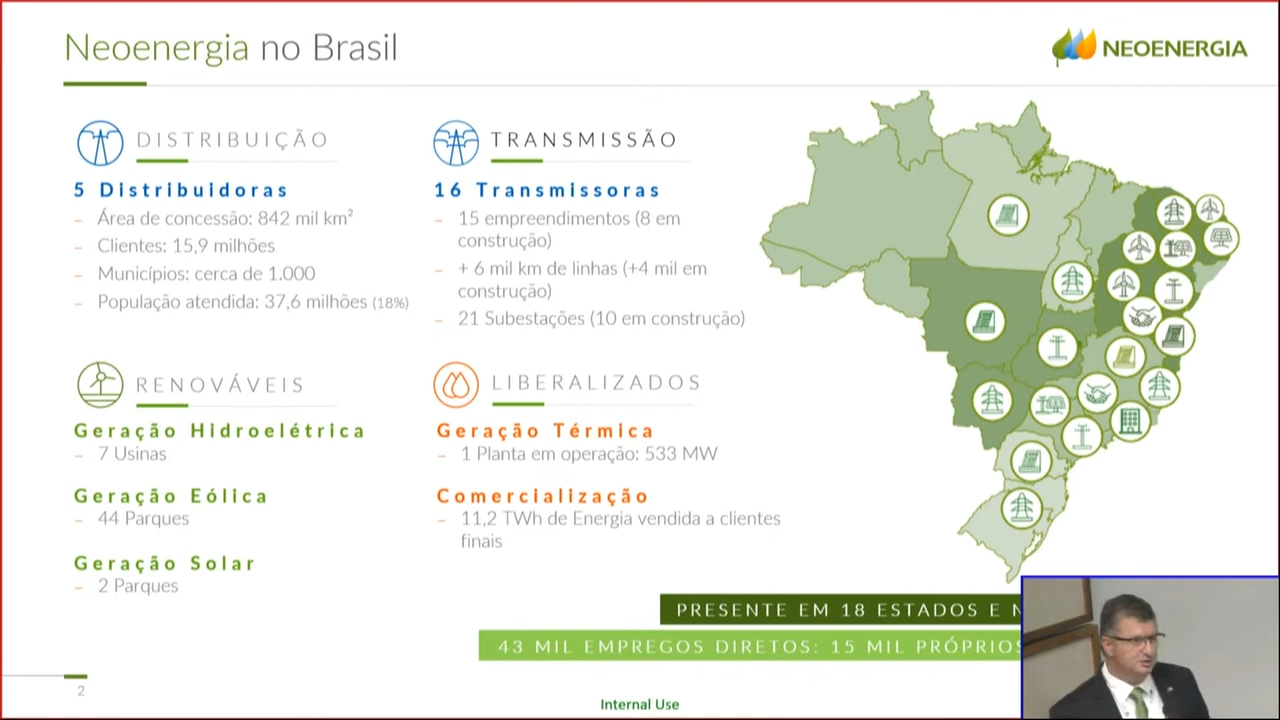 Neoenergia no Brasil
NEOENERGIA
DISTRIBUIÇÃO
5 Distribuidoras
– Área de concessão: 842 mil km²
– Clientes: 15,9 milhões
– Municípios: cerca de 1.000
– População atendida: 37,6 milhões (18%)
TRANSMISSÃO
16 Transmissoras
– 15 empreendimentos (8 em
construção)
– + 6 mil km de linhas (+4 mil em
construção)
– 21 Subestações (10 em construção)
RENOVÁVEIS
Geração Hidroelétrica
– 7 Usinas
Geração Eólica
– 44 Parques
Geração Solar
– 2 Parques
LIBERALIZADOS
Geração Térmica
– 1 Planta em operação: 533 MW
Comercialização
– 11,2 TWh de Energia vendida a clientes
finais
PRESENTE EM 18 ESTADOS E
43 MIL EMPREGOS DIRETOS: 15 MIL PRÓPRIOS
2
Internal Use